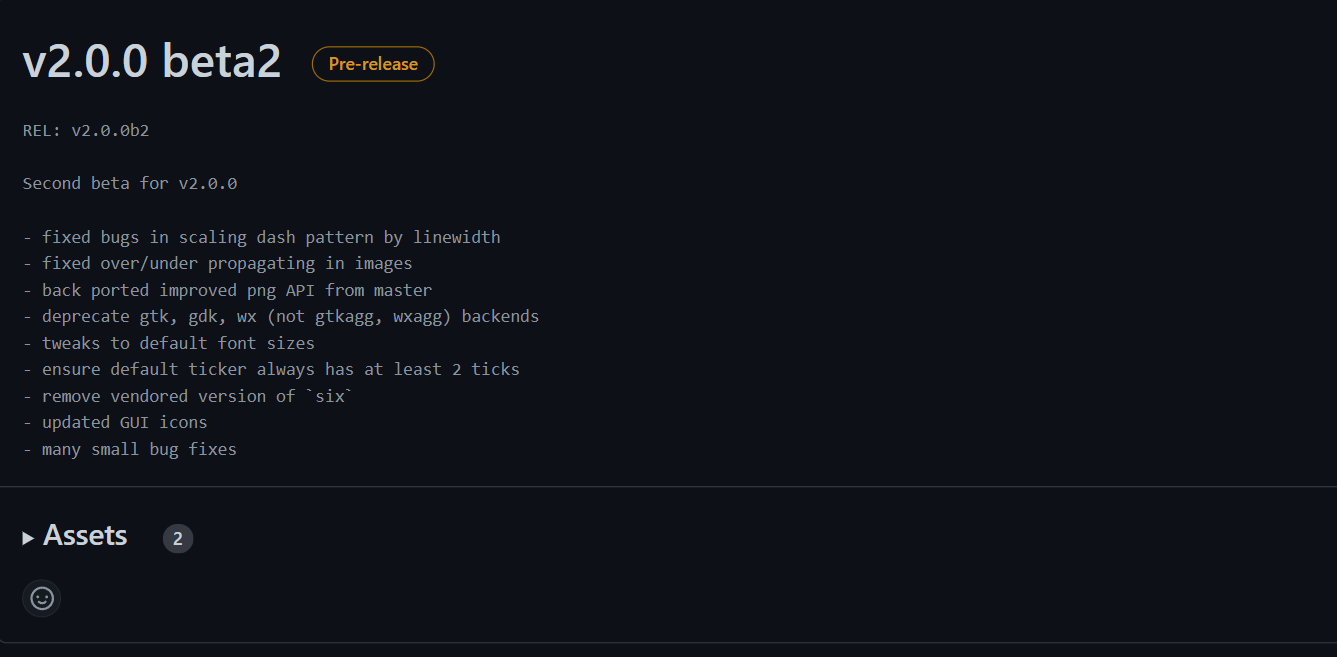 v2.0.0 beta2 Pre-release
REL: v2.0.0b2
Second beta for v2.0.0
- fixed bugs in scaling dash pattern by linewidth
- fixed over/under propagating in images
- back ported improved png API from master
- deprecate gtk, gdk, wx (not gtkagg, wxagg) backends
- tweaks to default font sizes
- ensure default ticker always has at least 2 ticks
- remove vendored version of `six`
- updated GUI icons
- many small bug fixes
Assets 2